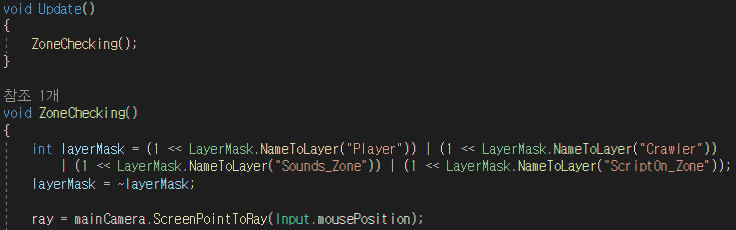 void Update()
{
ZoneChecking();
}
참조 1개
void ZoneChecking()
{
int layerMask = (1 << LayerMask.NameToLayer("Player")) | (1 << LayerMask.NameToLayer("Crawler"))
| (1 << LayerMask.NameToLayer("Sounds_Zone")) | (1 << LayerMask.NameToLayer("ScriptOn_Zone"));
layerMask = ~layerMask;
ray = mainCamera.ScreenPointToRay(Input.mousePosition);